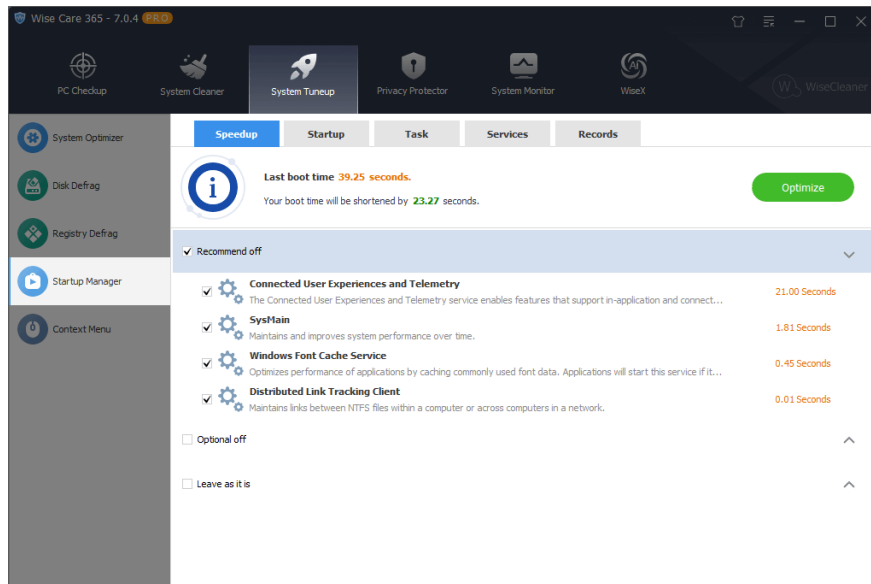 Wise Care 365 - 7.0.4 PRO
PC Checkup
System Cleaner
System Tuneup
Privacy Protector
System Monitor
AI
WiseX
W WiseCleaner
System Optimizer
Disk Defrag
Registry Defrag
Startup Manager
Context Menu
Speedup Startup Task Services Records
Last boot time 39.25 seconds.
Your boot time will be shortened by 23.27 seconds.
Optimize
Recommend off
Connected User Experiences and Telemetry
The Connected User Experiences and Telemetry service enables features that support in-application and connect...
21.00 Seconds
SysMain
Maintains and improves system performance over time.
1.81 Seconds
Windows Font Cache Service
Optimizes performance of applications by caching commonly used font data. Applications will start this service if it...
0.45 Seconds
Distributed Link Tracking Client
Maintains links between NTFS files within a computer or across computers in a network.
0.01 Seconds
Optional off
Leave as it is